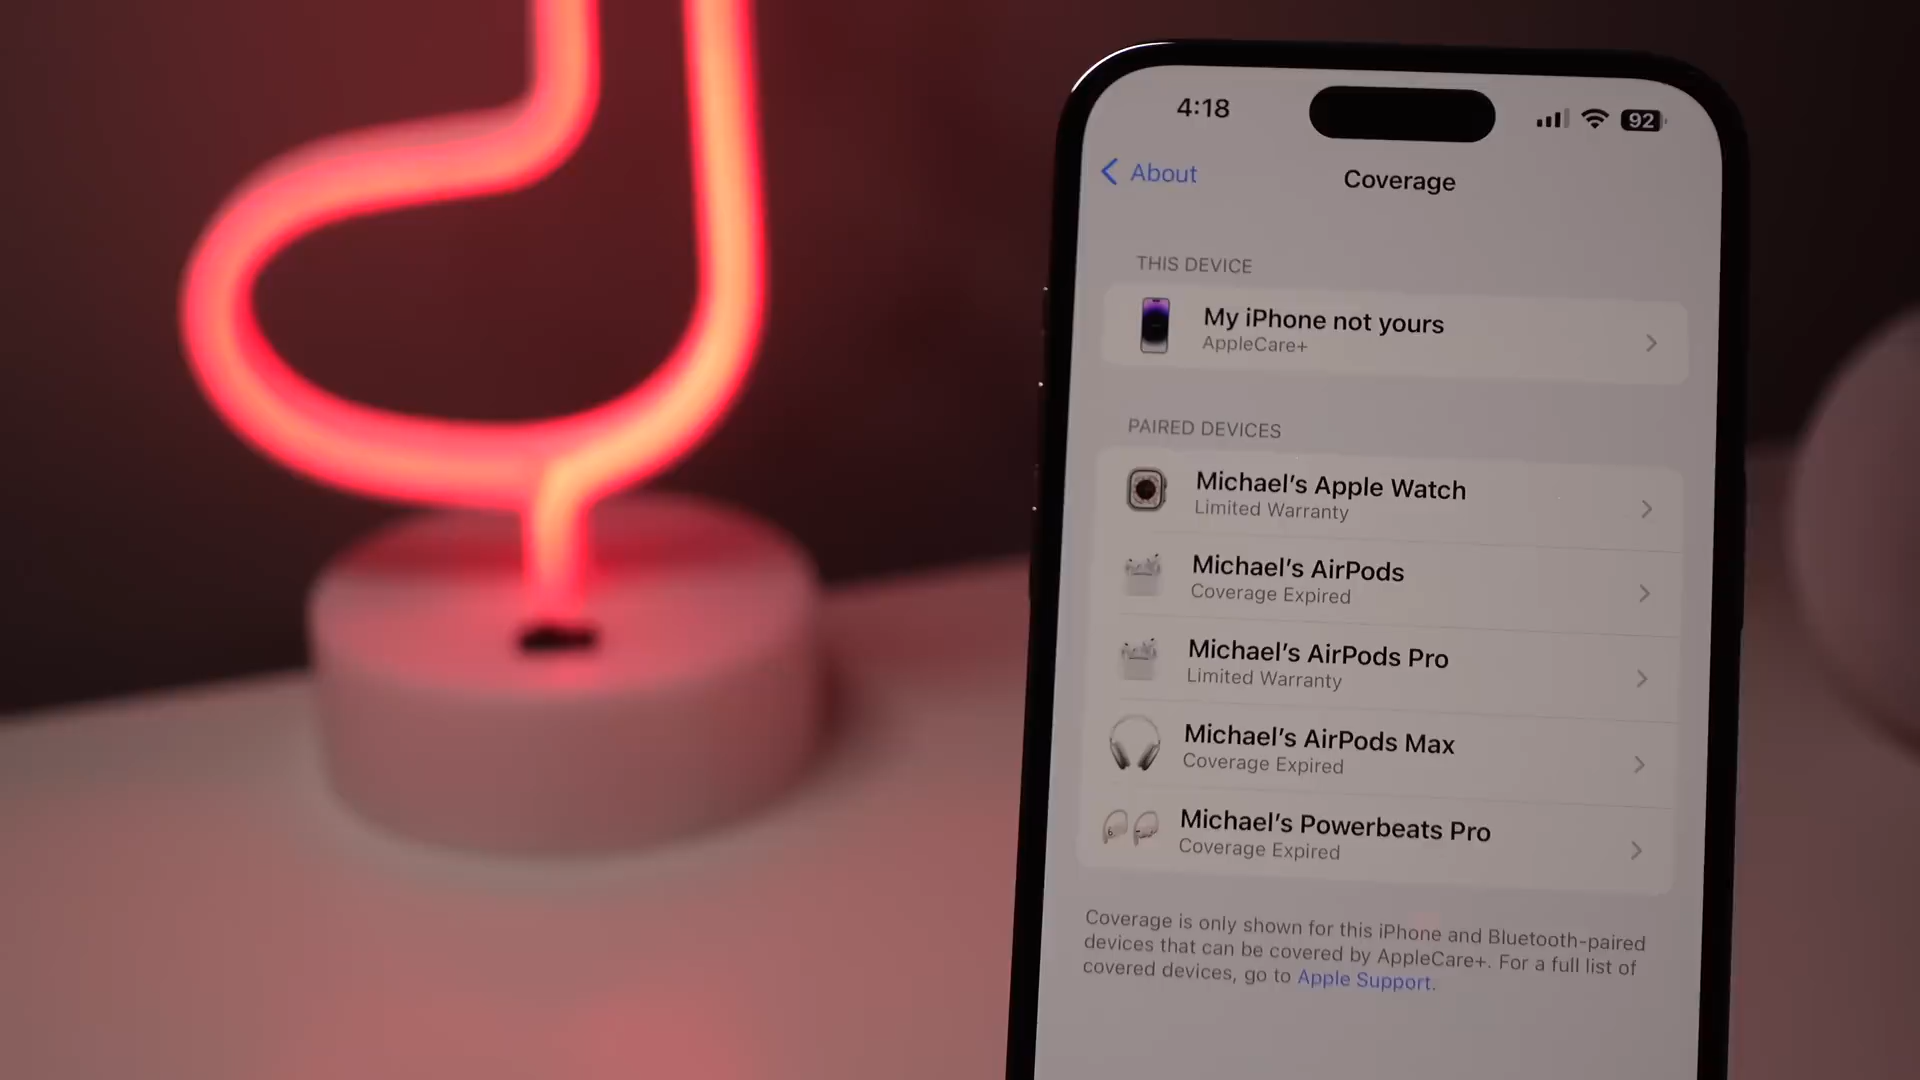 4:18
92
About
Coverage
THIS DEVICE
My iPhone not yours
AppleCare+
PAIRED DEVICES
Michael's Apple Watch
Limited Warranty
Michael's AirPods
Coverage Expired
Michael's AirPods Pro
Limited Warranty
Michael's AirPods Max
Coverage Expired
Michael's Powerbeats Pro
Coverage Expired
Coverage is only shown for this iPhone and Bluetooth-paired
devices that can be covered by AppleCare+. For a full list of
covered devices, go to Apple Support.